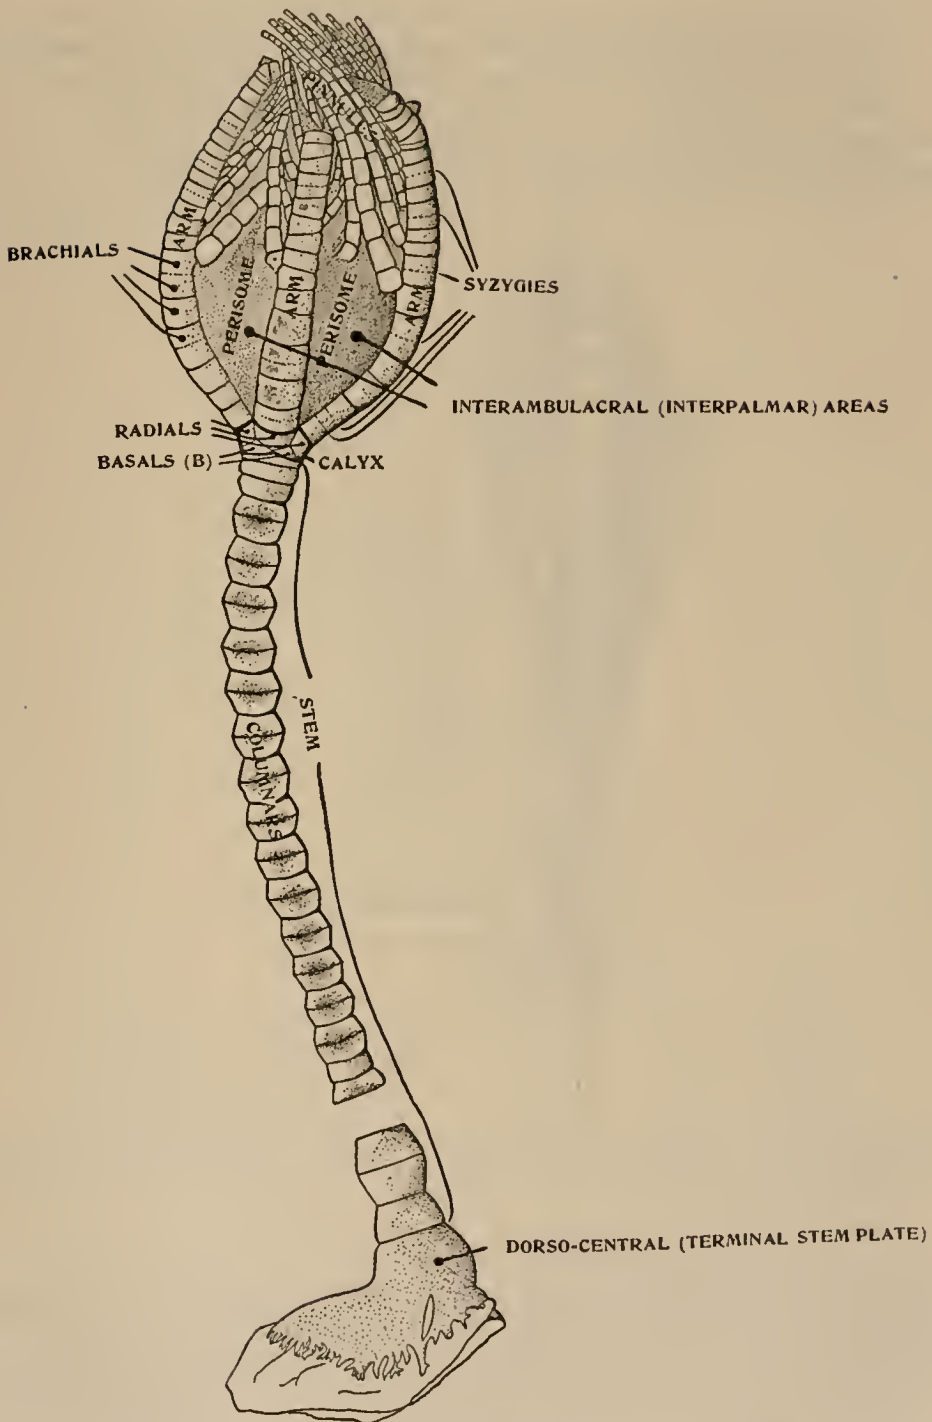 PINNULES
ARM
BRACHIALS
PERISOME
ARM
PERISOME
ARM
SYZYGIES
INTERAMBULACRAL (INTERPALMAR) AREAS
RADIALS
BASALS (B)
CALYX
STEM
COLUMNARS
DORSO-CENTRAL (TERMINAL STEM PLATE)